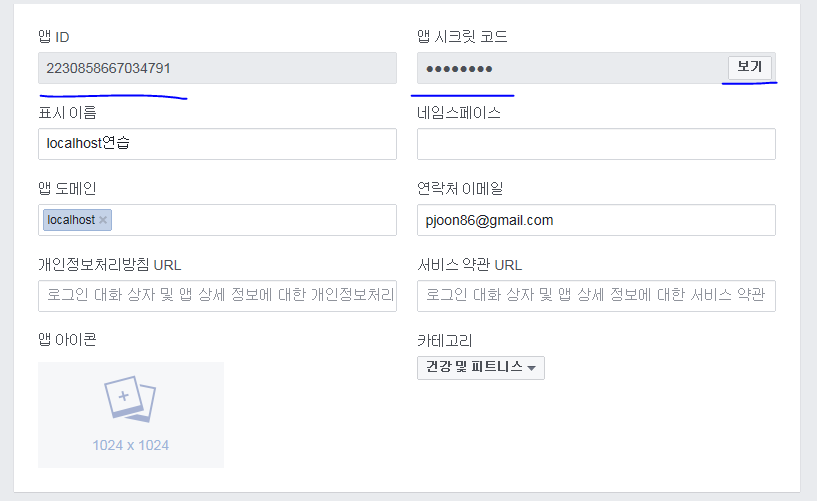 앱 ID
앱 시크릿 코드
2230858667034791
●●●●●●●●
보기
표시 이름
네임스페이스
localhost연습
앱 도메인
연락처 이메일
localhost ×
pjoon86@gmail.com
개인정보처리방침 URL
서비스 약관 URL
로그인 대화 상자 및 앱 상세 정보에 대한 개인정보처리
로그인 대화 상자 및 앱 상세 정보에 대한 서비스 약관
앱 아이콘
카테고리
건강 및 피트니스
1024 x 1024